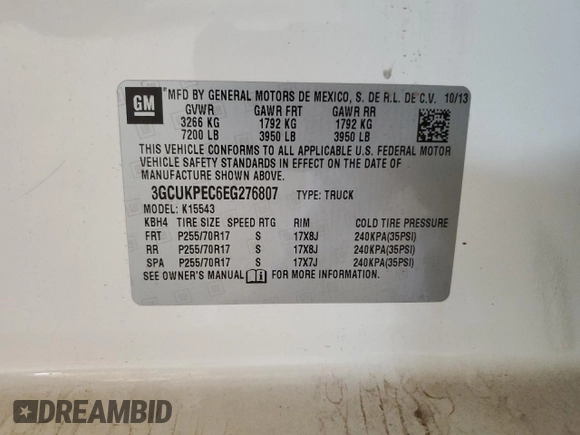 GM
*MFD BY GENERAL MOTORS DE MEXICO, S. DE R.L. DE C.V. 10/13
GVWR GAWR FRT GAWR RR
3266 KG 1792 KG 1792 KG
7200 LB 3950 LB 3950 LB
THIS VEHICLE CONFORMS TO ALL APPLICABLE U.S. FEDERAL MOTOR
VEHICLE SAFETY STANDARDS IN EFFECT ON THE DATE OF
MANUFACTURE SHOWN ABOVE.
3GCUKPEC6EG276807 TYPE: TRUCK
MODEL: K15543
KBH4 TIRE SIZE SPEED RTG RIM COLD TIRE PRESSURE
FRT P255/70R17 S 17X8J 240KPA(35PSI)
RR P255/70R17 S 17X8J 240KPA(35PSI)
SPA P255/70R17 S 17X7J 240KPA(35PSI)
SEE OWNER'S MANUAL FOR MORE INFORMATION.
DREAMBID